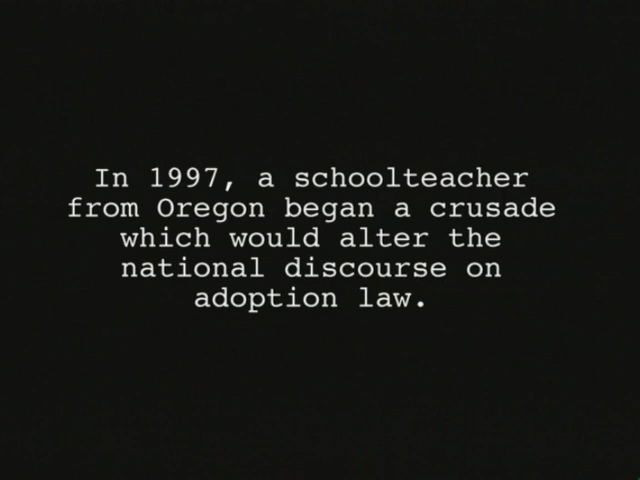 In 1997, a schoolteacher
from Oregon began a crusade
which would alter the
national discourse on
adoption law.